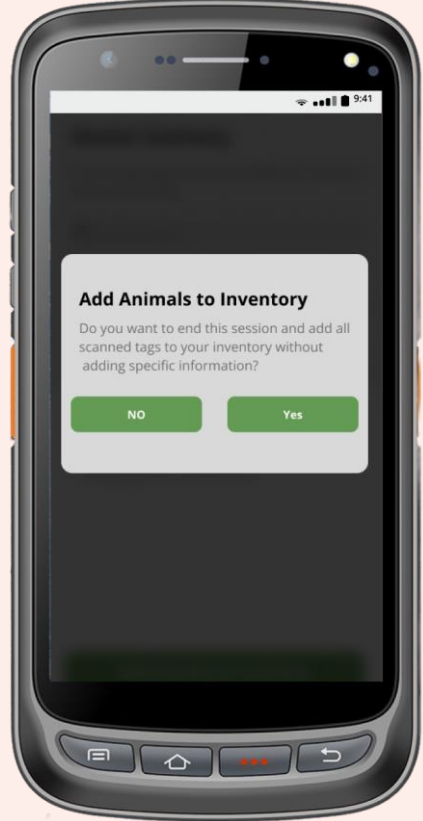 9:41
Add Animals to Inventory
Do you want to end this session and add all
scanned tags to your inventory without
adding specific information?
NO
Yes